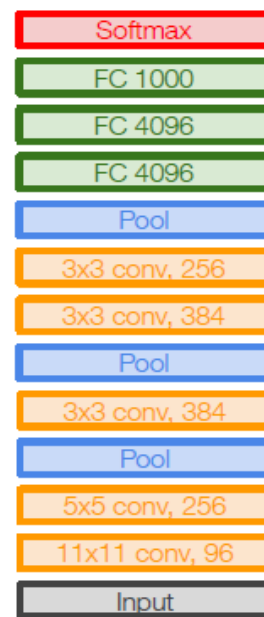 Softmax
FC 1000
FC 4096
FC 4096
Pool
3x3 conv, 256
3x3 conv, 384
Pool
3x3 conv, 384
Pool
5x5 conv, 256
11x11 conv, 96
Input